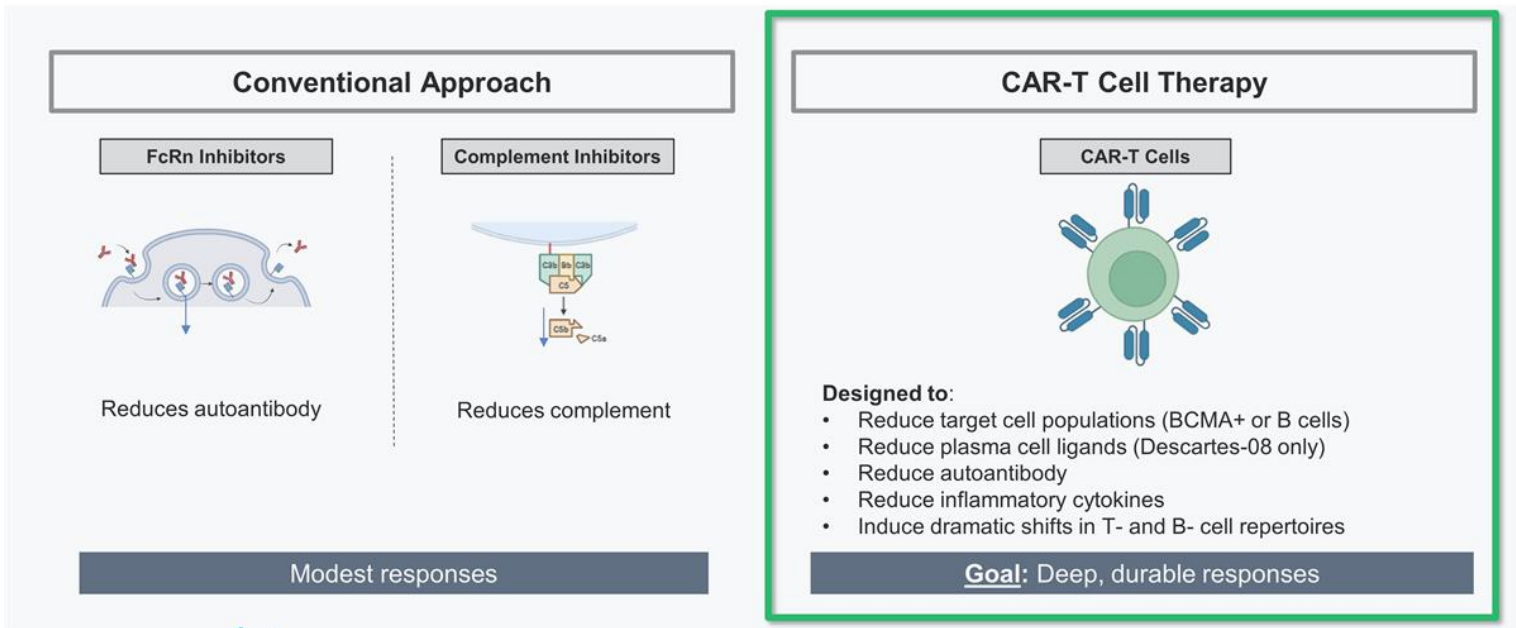 Conventional Approach
FcRn Inhibitors
Complement Inhibitors
C3b Bb C3b
C5
C5b
C5a
Reduces autoantibody
Reduces complement
Modest responses
CAR-T Cell Therapy
CAR-T Cells
Designed to:
• Reduce target cell populations (BCMA+ or B cells)
• Reduce plasma cell ligands (Descartes-08 only)
• Reduce autoantibody
• Reduce inflammatory cytokines
• Induce dramatic shifts in T- and B- cell repertoires
Goal: Deep, durable responses